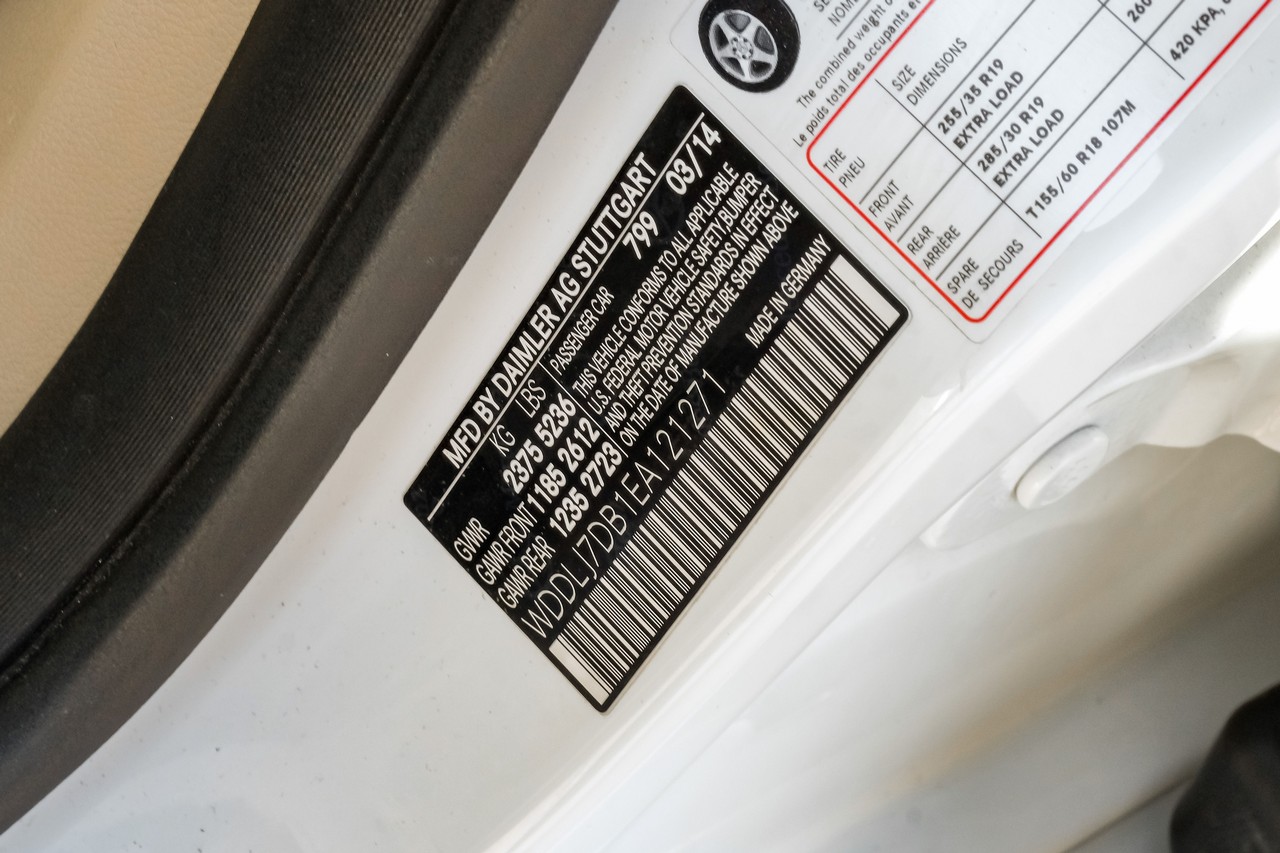 MFD BY DAIMLER AG STUTTGART
KG LBS PASSENGER CAR 799 03/14
GVWR 2375 5236
GAWR FRONT 1185 2612
GAWR REAR 1235 2723
THIS VEHICLE CONFORMS TO ALL APPLICABLE
U.S. FEDERAL MOTOR VEHICLE SAFETY, BUMPER
AND THEFT PREVENTION STANDARDS IN EFFECT
ON THE DATE OF MANUFACTURE SHOWN ABOVE
WDDLJ7DB1EA121271 MADE IN GERMANY
The combined weight
Le poids total des occupants
TIRE SIZE
PNEU DIMENSIONS
FRONT 255/35 R19 260
AVANT EXTRA LOAD
REAR 285/30 R19
ARRIÈRE EXTRA LOAD
SPARE T155/60 R18 107M 420 KPA,
DE SECOURS